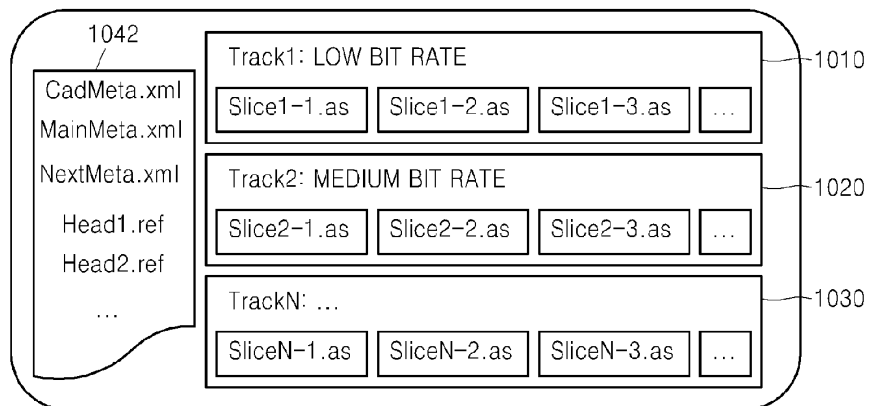 1042
CadMeta.xml
MainMeta.xml
NextMeta.xml
Head1.ref
Head2.ref
...
Track1: LOW BIT RATE
1010
Slice1-1.as
Slice1-2.as
Slice1-3.as
...
Track2: MEDIUM BIT RATE
1020
Slice2-1.as
Slice2-2.as
Slice2-3.as
...
TrackN: ...
1030
SliceN-1.as
SliceN-2.as
SliceN-3.as
...